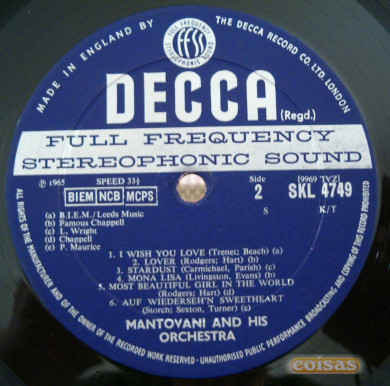 MADE IN ENGLAND BY
FULL FREQUENCY
ffss
STEREOPHONIC SOUND
THE DECCA RECORD CO. LTD. LONDON
DECCA (Regd.)
FULL FREQUENCY
STEREOPHONIC SOUND
℗ 1965
SPEED 33⅓
BIEM NCB MCPS
(a) B.I.E.M./Leeds Music
(b) Famous Chappell
(c) L. Wright
(d) Chappell
(e) P. Maurice
Side
2
[9969 TVZ]
SKL 4749
S K/T
1. I WISH YOU LOVE (Trenet; Beach) (a)
2. LOVER (Rodgers; Hart) (b)
3. STARDUST (Carmichael, Parish) (c)
4. MONA LISA (Livingston, Evans) (b)
5. MOST BEAUTIFUL GIRL IN THE WORLD
(Rodgers; Hart) (d)
6. AUF WIEDERSEH'N SWEETHEART
(Storch; Sexton, Turner) (e)
MANTOVANI AND HIS
ORCHESTRA
ALL RIGHTS OF THE MANUFACTURER AND OF THE OWNER OF THE RECORDED WORK RESERVED · UNAUTHORISED PUBLIC PERFORMANCE BROADCASTING AND COPYING OF THIS RECORD PROHIBITED
coisas